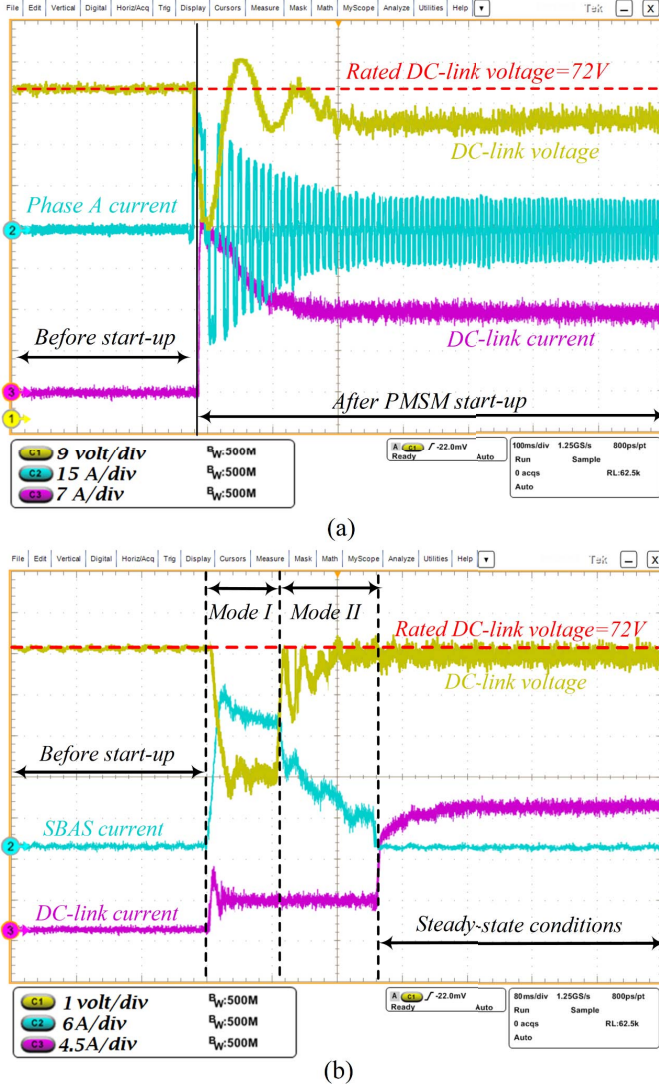 File Edit Vertical Digital Horiz/Acq Trig Display Cursors Measure Mask Math MyScope Analyze Utilities Help Tek X
Rated DC-link voltage=72V
DC-link voltage
Phase A current
2
Before start-up
DC-link current
3
After PMSM start-up
1
C1 9 volt/div BW:500M
C2 15 A/div BW:500M
C3 7 A/div BW:500M
A C1 -22.0mV
Ready Auto
100ms/div 1.25GS/s 800ps/pt
Run Sample
0 acqs RL:62.5k
Auto
(a)
File Edit Vertical Digital Horiz/Acq Trig Display Cursors Measure Mask Math MyScope Analyze Utilities Help Tek X
Mode I Mode II
Rated DC-link voltage=72V
DC-link voltage
Before start-up
SBAS current
2
DC-link current
3
Steady-state conditions
C1 1 volt/div BW:500M
C2 6A/div BW:500M
C3 4.5A/div BW:500M
A C1 -22.0mV
Ready Auto
80ms/div 1.25GS/s 800ps/pt
Run Sample
0 acqs RL:62.5k
Auto
(b)